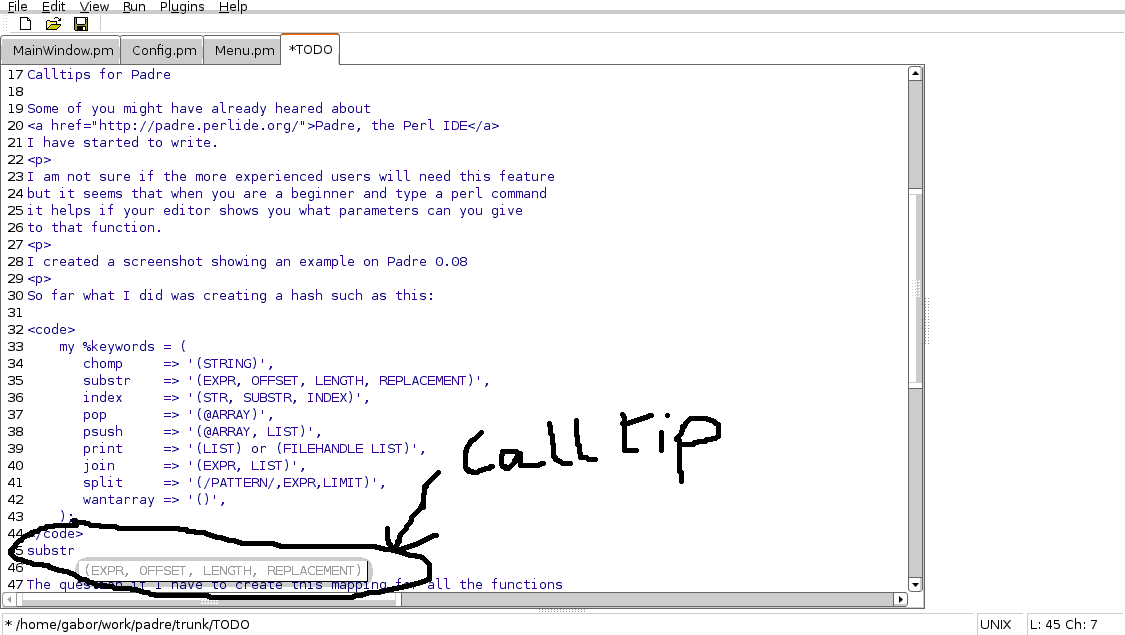 File Edit View Run Plugins Help
MainWindow.pm Config.pm Menu.pm *TODO
17 Calltips for Padre
18
19 Some of you might have already heared about
20 <a href="http://padre.perlide.org/">Padre, the Perl IDE</a>
21 I have started to write.
22 <p>
23 I am not sure if the more experienced users will need this feature
24 but it seems that when you are a beginner and type a perl command
25 it helps if your editor shows you what parameters can you give
26 to that function.
27 <p>
28 I created a screenshot showing an example on Padre 0.08
29 <p>
30 So far what I did was creating a hash such as this:
31
32 <code>
33     my %keywords = (
34        chomp     => '(STRING)',
35        substr    => '(EXPR, OFFSET, LENGTH, REPLACEMENT)',
36        index     => '(STR, SUBSTR, INDEX)',
37        pop       => '(@ARRAY)',
38        psush     => '(@ARRAY, LIST)',
39        print     => '(LIST) or (FILEHANDLE LIST)',
40        join      => '(EXPR, LIST)',
41        split     => '(/PATTERN/,EXPR,LIMIT)',
42        wantarray => '()',
43     );
44 </code>
5 substr
46 (EXPR, OFFSET, LENGTH, REPLACEMENT)
47 The question if I have to create this mapping for all the functions
Call tip
* /home/gabor/work/padre/trunk/TODO UNIX L: 45 Ch: 7